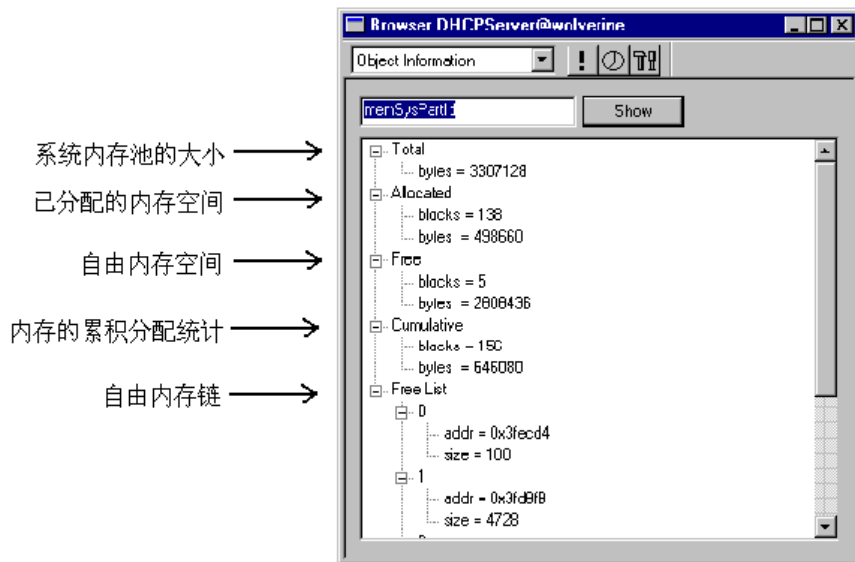 Browser DHCPServer@wolverine
Object Information
memSysPartId
Show
系统内存池的大小
Total
bytes = 3307128
已分配的内存空间
Allocated
blocks = 138
bytes = 498660
自由内存空间
Free
blocks = 5
bytes = 2808436
内存的累积分配统计
Cumulative
blocks = 150
bytes = 646080
自由内存链
Free List
0
addr = 0x3fecd4
size = 100
1
addr = 0x3fd9f8
size = 4728